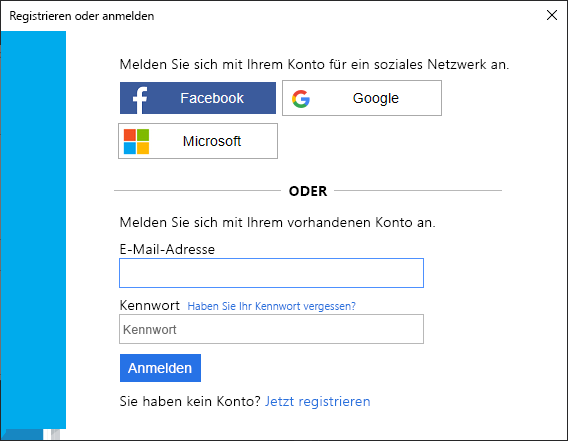 Registrieren oder anmelden
Melden Sie sich mit Ihrem Konto für ein soziales Netzwerk an.
Facebook
Google
Microsoft
ODER
Melden Sie sich mit Ihrem vorhandenen Konto an.
E-Mail-Adresse
Kennwort Haben Sie Ihr Kennwort vergessen?
Kennwort
Anmelden
Sie haben kein Konto? Jetzt registrieren